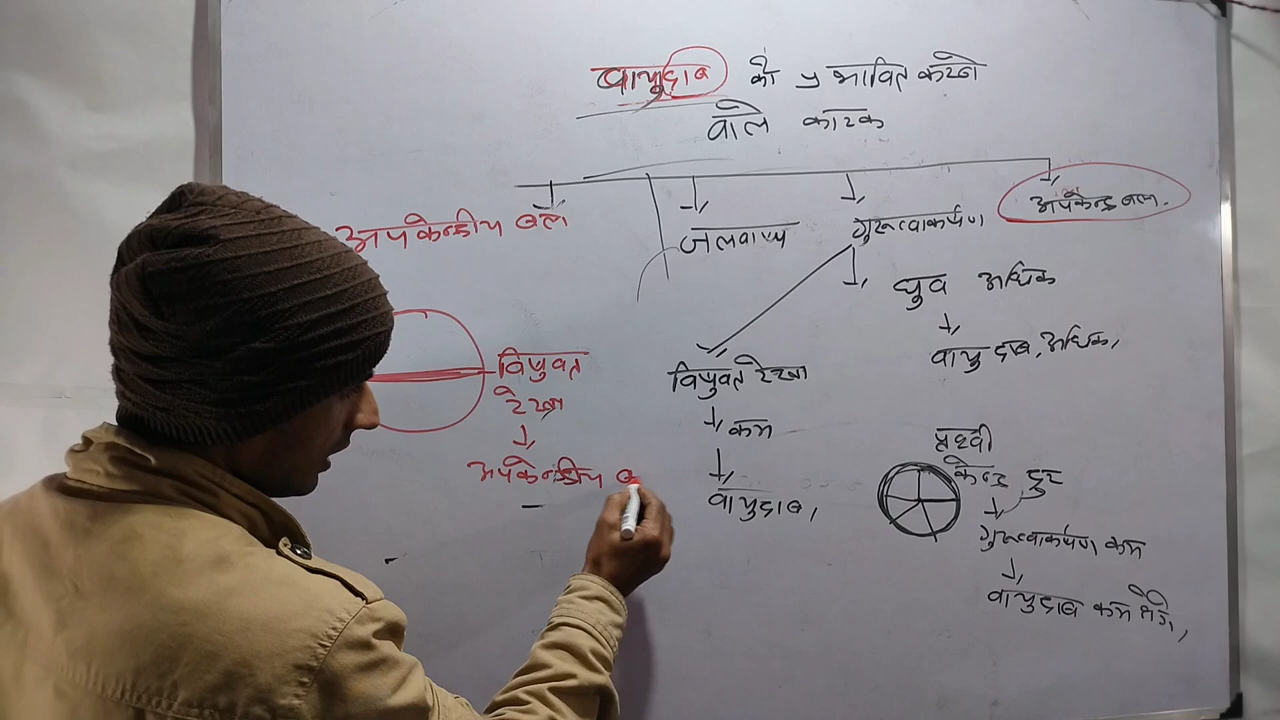 वायुदाब को प्रभावित करने
वाले कारक
अपकेन्द्रीय बल
जलवाष्प
गुरूत्वाकर्षण
अपकेन्द्र बल.
ध्रुव अधिक
वायुदाब, अधिक,
विषुवत रेखा
कम
वायुदाब,
विषुवत
रेखा
अपकेन्द्रीय ब
पृथ्वी
केन्द्र दुर
गुरूत्वाकर्षण कम
वायुदाब कम